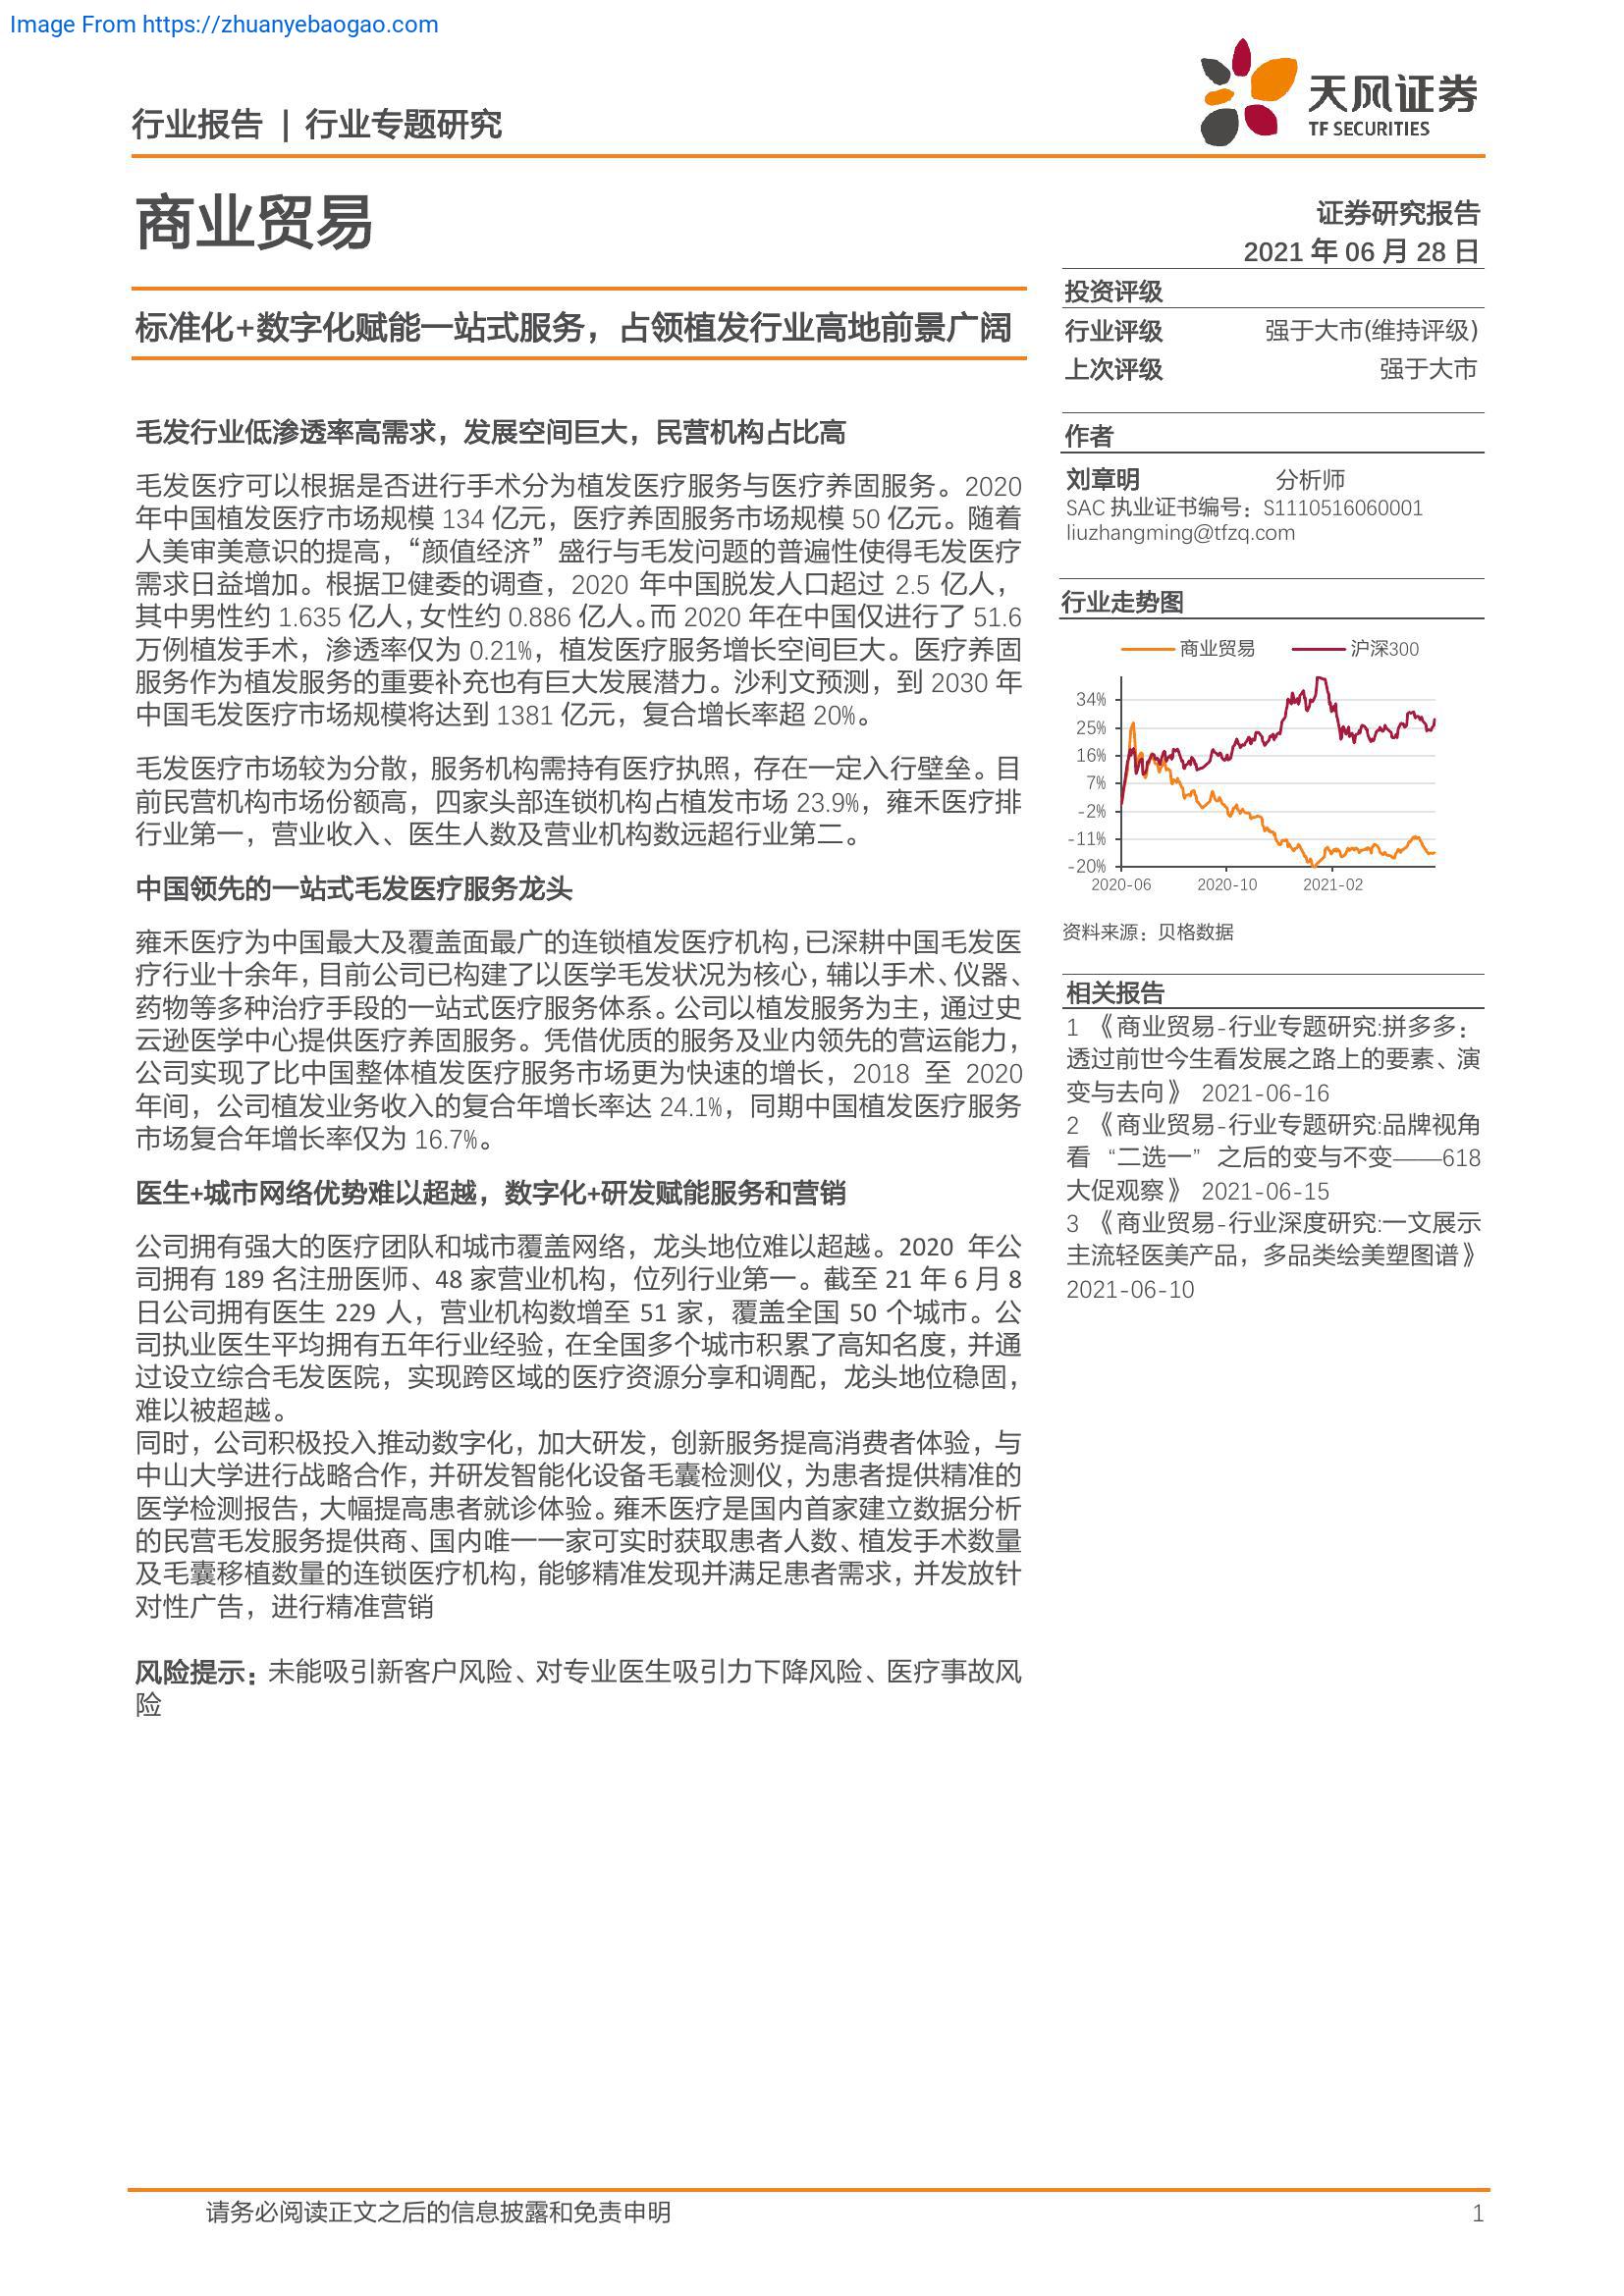 Image From https://zhuanyebaogao.com
行业报告 | 行业专题研究
天风证券
TF SECURITIES
商业贸易
证券研究报告
2021 年 06 月 28 日
标准化+数字化赋能一站式服务，占领植发行业高地前景广阔
毛发行业低渗透率高需求，发展空间巨大，民营机构占比高
毛发医疗可以根据是否进行手术分为植发医疗服务与医疗养固服务。2020
年中国植发医疗市场规模 134 亿元，医疗养固服务市场规模 50 亿元。随着
人美审美意识的提高，“颜值经济”盛行与毛发问题的普遍性使得毛发医疗
需求日益增加。根据卫健委的调查，2020 年中国脱发人口超过 2.5 亿人，
其中男性约 1.635 亿人，女性约 0.886 亿人。而 2020 年在中国仅进行了 51.6
万例植发手术，渗透率仅为 0.21%，植发医疗服务增长空间巨大。医疗养固
服务作为植发服务的重要补充也有巨大发展潜力。沙利文预测，到 2030 年
中国毛发医疗市场规模将达到 1381 亿元，复合增长率超 20%。
毛发医疗市场较为分散，服务机构需持有医疗执照，存在一定入行壁垒。目
前民营机构市场份额高，四家头部连锁机构占植发市场 23.9%，雍禾医疗排
行业第一，营业收入、医生人数及营业机构数远超行业第二。
中国领先的一站式毛发医疗服务龙头
雍禾医疗为中国最大及覆盖面最广的连锁植发医疗机构，已深耕中国毛发医
疗行业十余年，目前公司已构建了以医学毛发状况为核心，辅以手术、仪器、
药物等多种治疗手段的一站式医疗服务体系。公司以植发服务为主，通过史
云逊医学中心提供医疗养固服务。凭借优质的服务及业内领先的营运能力，
公司实现了比中国整体植发医疗服务市场更为快速的增长，2018 至 2020
年间，公司植发业务收入的复合年增长率达 24.1%，同期中国植发医疗服务
市场复合年增长率仅为 16.7%。
医生+城市网络优势难以超越，数字化+研发赋能服务和营销
公司拥有强大的医疗团队和城市覆盖网络，龙头地位难以超越。2020 年公
司拥有 189 名注册医师、48 家营业机构，位列行业第一。截至 21 年 6 月 8
日公司拥有医生 229 人，营业机构数增至 51 家，覆盖全国 50 个城市。公
司执业医生平均拥有五年行业经验，在全国多个城市积累了高知名度，并通
过设立综合毛发医院，实现跨区域的医疗资源分享和调配，龙头地位稳固，
难以被超越。
同时，公司积极投入推动数字化，加大研发，创新服务提高消费者体验，与
中山大学进行战略合作，并研发智能化设备毛囊检测仪，为患者提供精准的
医学检测报告，大幅提高患者就诊体验。雍禾医疗是国内首家建立数据分析
的民营毛发服务提供商、国内唯一一家可实时获取患者人数、植发手术数量
及毛囊移植数量的连锁医疗机构，能够精准发现并满足患者需求，并发放针
对性广告，进行精准营销
风险提示：未能吸引新客户风险、对专业医生吸引力下降风险、医疗事故风
险
投资评级
行业评级 强于大市(维持评级)
上次评级 强于大市
作者
刘章明 分析师
SAC 执业证书编号：S1110516060001
liuzhangming@tfzq.com
行业走势图
商业贸易 沪深300
34%
25%
16%
7%
-2%
-11%
-20%
2020-06 2020-10 2021-02
资料来源：贝格数据
相关报告
1 《商业贸易-行业专题研究:拼多多：
透过前世今生看发展之路上的要素、演
变与去向》 2021-06-16
2 《商业贸易-行业专题研究:品牌视角
看 “二选一” 之后的变与不变——618
大促观察》 2021-06-15
3 《商业贸易-行业深度研究:一文展示
主流轻医美产品，多品类绘美塑图谱》
2021-06-10
请务必阅读正文之后的信息披露和免责申明 1